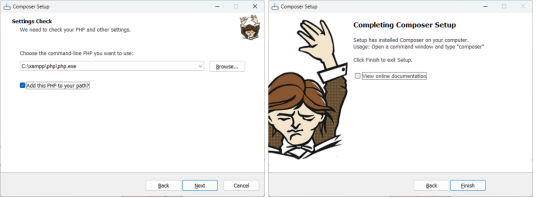 Composer Setup
Settings Check
We need to check your PHP and other settings.
Choose the command-line PHP you want to use:
C:\xampp\php\php.exe
Browse...
Add this PHP to your path?
Back
Next
Cancel
Composer Setup
Completing Composer Setup
Setup has installed Composer on your computer.
Usage: Open a command window and type "composer"
Click Finish to exit Setup.
View online documentation
Back
Finish